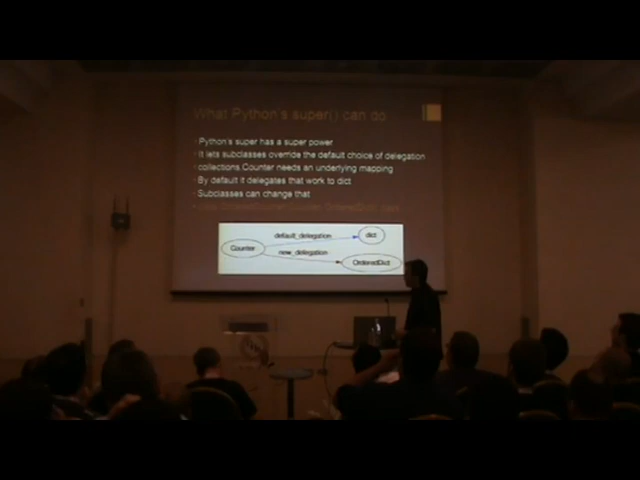 What Python's super() can do
Python's super has a super power
It lets subclasses override the default choice of delegation
collections.Counter needs an underlying mapping
By default it delegates that work to dict
Subclasses can change that
default_delegation
dict
Counter
new_delegation
OrderedDict